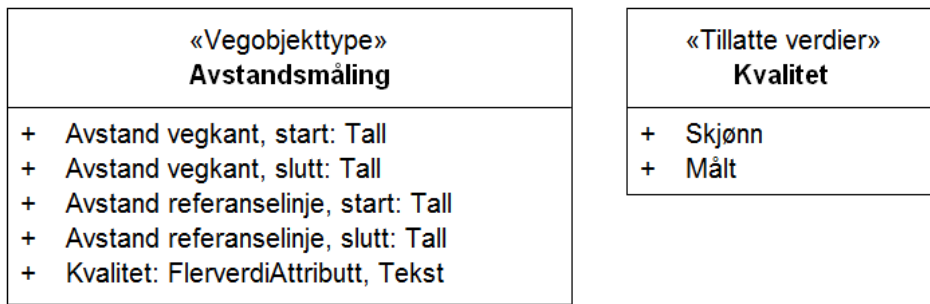 «Vegobjekttype»
Avstandsmåling
+ Avstand vegkant, start: Tall
+ Avstand vegkant, slutt: Tall
+ Avstand referanselinje, start: Tall
+ Avstand referanselinje, slutt: Tall
+ Kvalitet: FlerverdiAttributt, Tekst
«Tillatte verdier»
Kvalitet
+ Skjønn
+ Målt